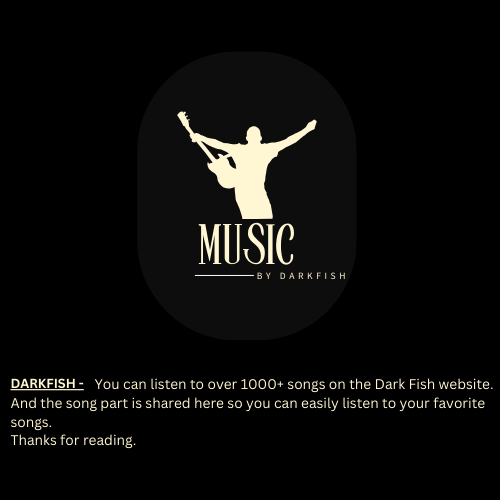 MUSIC
BY DARKFISH
DARKFISH - You can listen to over 1000+ songs on the Dark Fish website.
And the song part is shared here so you can easily listen to your favorite
songs.
Thanks for reading.